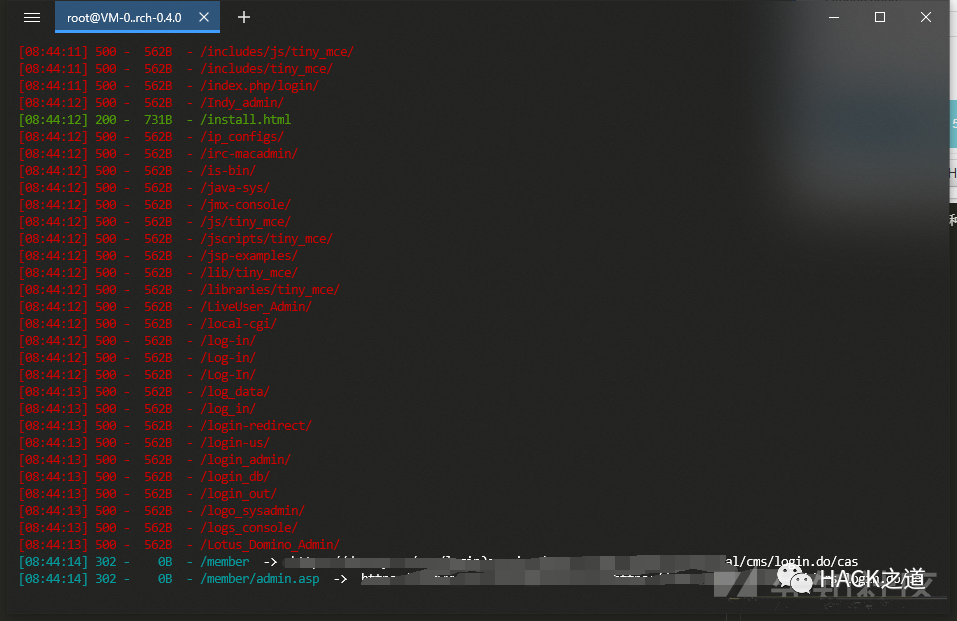 root@VM-0..rch-0.4.0
[08:44:11] 500 - 562B - /includes/js/tiny_mce/
[08:44:11] 500 - 562B - /includes/tiny_mce/
[08:44:11] 500 - 562B - /index.php/login/
[08:44:12] 500 - 562B - /Indy_admin/
[08:44:12] 200 - 731B - /install.html
[08:44:12] 500 - 562B - /ip_configs/
[08:44:12] 500 - 562B - /irc-macadmin/
[08:44:12] 500 - 562B - /is-bin/
[08:44:12] 500 - 562B - /java-sys/
[08:44:12] 500 - 562B - /jmx-console/
[08:44:12] 500 - 562B - /js/tiny_mce/
[08:44:12] 500 - 562B - /jscripts/tiny_mce/
[08:44:12] 500 - 562B - /jsp-examples/
[08:44:12] 500 - 562B - /lib/tiny_mce/
[08:44:12] 500 - 562B - /libraries/tiny_mce/
[08:44:12] 500 - 562B - /LiveUser_Admin/
[08:44:12] 500 - 562B - /local-cgi/
[08:44:12] 500 - 562B - /log-in/
[08:44:12] 500 - 562B - /Log-in/
[08:44:12] 500 - 562B - /Log-In/
[08:44:13] 500 - 562B - /log_data/
[08:44:13] 500 - 562B - /log_in/
[08:44:13] 500 - 562B - /login-redirect/
[08:44:13] 500 - 562B - /login-us/
[08:44:13] 500 - 562B - /login_admin/
[08:44:13] 500 - 562B - /login_db/
[08:44:13] 500 - 562B - /login_out/
[08:44:13] 500 - 562B - /logo_sysadmin/
[08:44:13] 500 - 562B - /logs_console/
[08:44:13] 500 - 562B - /Lotus_Domino_Admin/
[08:44:14] 302 - 0B - /member -> al/cms/login.do/cas
[08:44:14] 302 - 0B - /member/admin.asp ->
HACK之道